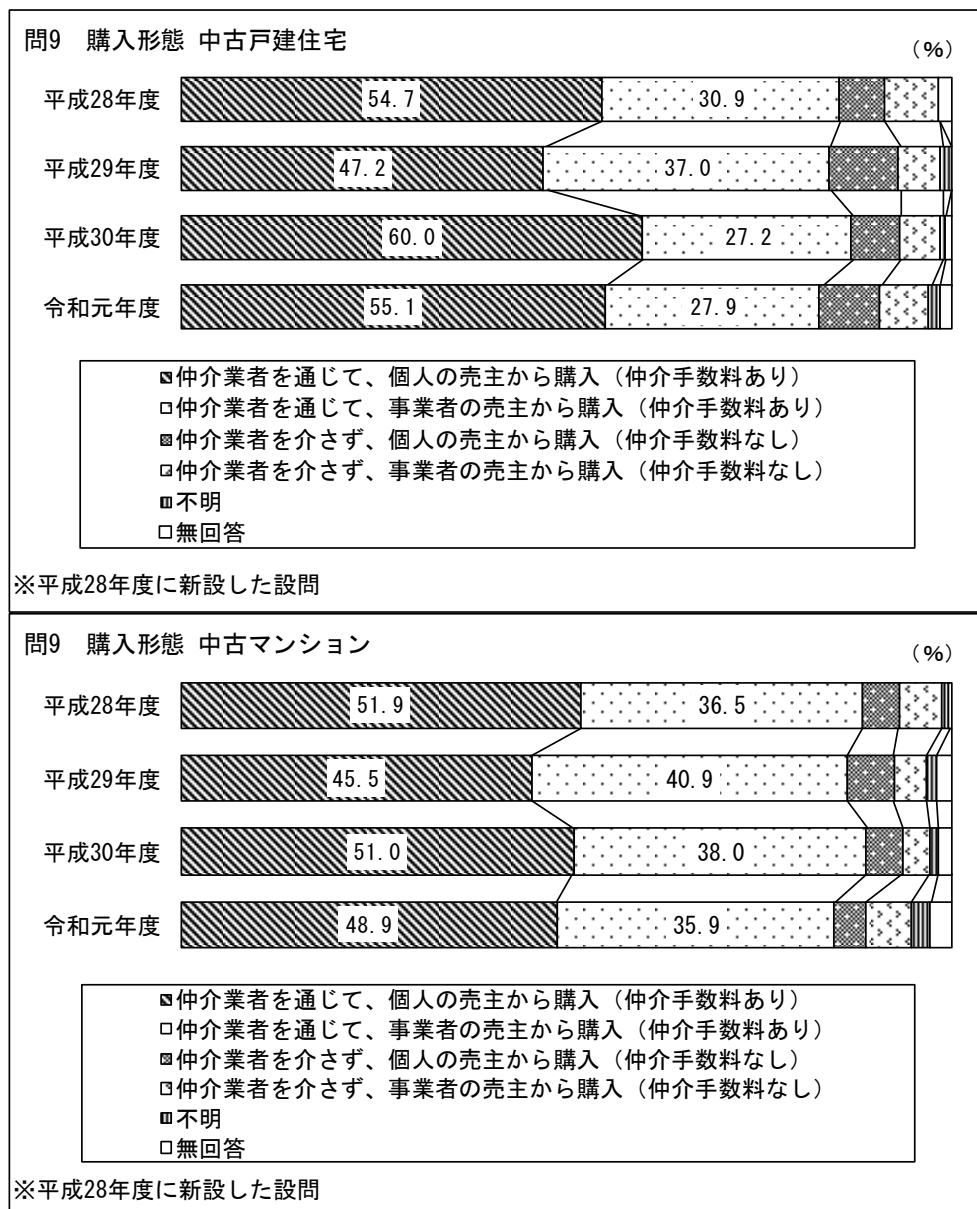 問9　購入形態 中古戸建住宅
（%）
平成28年度 54.7 30.9
平成29年度 47.2 37.0
平成30年度 60.0 27.2
令和元年度 55.1 27.9
仲介業者を通じて、個人の売主から購入（仲介手数料あり）
仲介業者を通じて、事業者の売主から購入（仲介手数料あり）
仲介業者を介さず、個人の売主から購入（仲介手数料なし）
仲介業者を介さず、事業者の売主から購入（仲介手数料なし）
不明
無回答
※平成28年度に新設した設問
問9　購入形態 中古マンション
（%）
平成28年度 51.9 36.5
平成29年度 45.5 40.9
平成30年度 51.0 38.0
令和元年度 48.9 35.9
仲介業者を通じて、個人の売主から購入（仲介手数料あり）
仲介業者を通じて、事業者の売主から購入（仲介手数料あり）
仲介業者を介さず、個人の売主から購入（仲介手数料なし）
仲介業者を介さず、事業者の売主から購入（仲介手数料なし）
不明
無回答
※平成28年度に新設した設問